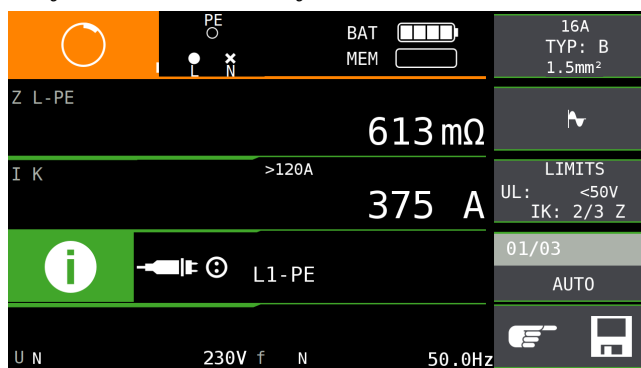 PE
BAT
MEM
L N
16A
TYP: B
1.5mm²
Z L-PE
613 mΩ
I K
>120A
375 A
LIMITS
UL: <50V
IK: 2/3 Z
01/03
AUTO
i
L1-PE
U N 230V f N 50.0Hz